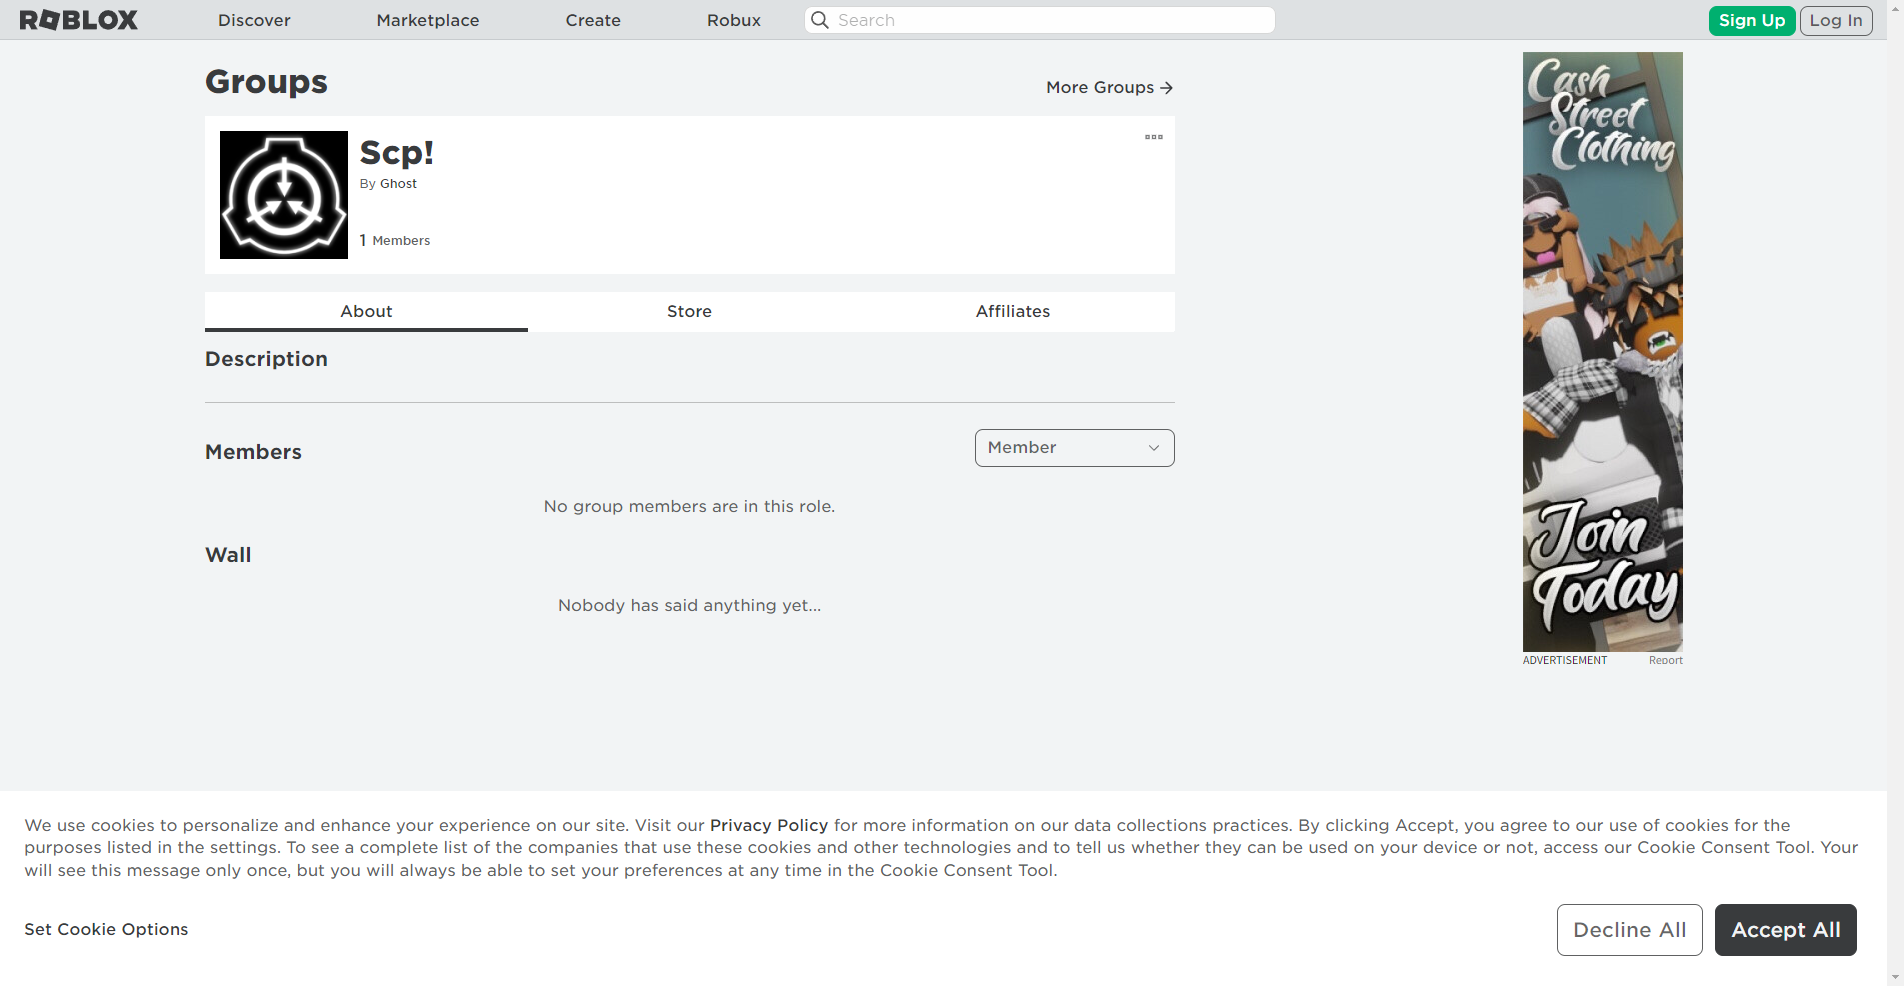 ROBLOX
Discover
Marketplace
Create
Robux
Search
Sign Up
Log In
Groups
More Groups
Scp!
By Ghost
1 Members
About
Store
Affiliates
Description
Members
Member
No group members are in this role.
Wall
Nobody has said anything yet...
Cash
Street
Clothing
Join
Today
ADVERTISEMENT
Report
We use cookies to personalize and enhance your experience on our site. Visit our Privacy Policy for more information on our data collections practices. By clicking Accept, you agree to our use of cookies for the
purposes listed in the settings. To see a complete list of the companies that use these cookies and other technologies and to tell us whether they can be used on your device or not, access our Cookie Consent Tool. Your
will see this message only once, but you will always be able to set your preferences at any time in the Cookie Consent Tool.
Set Cookie Options
Decline All
Accept All